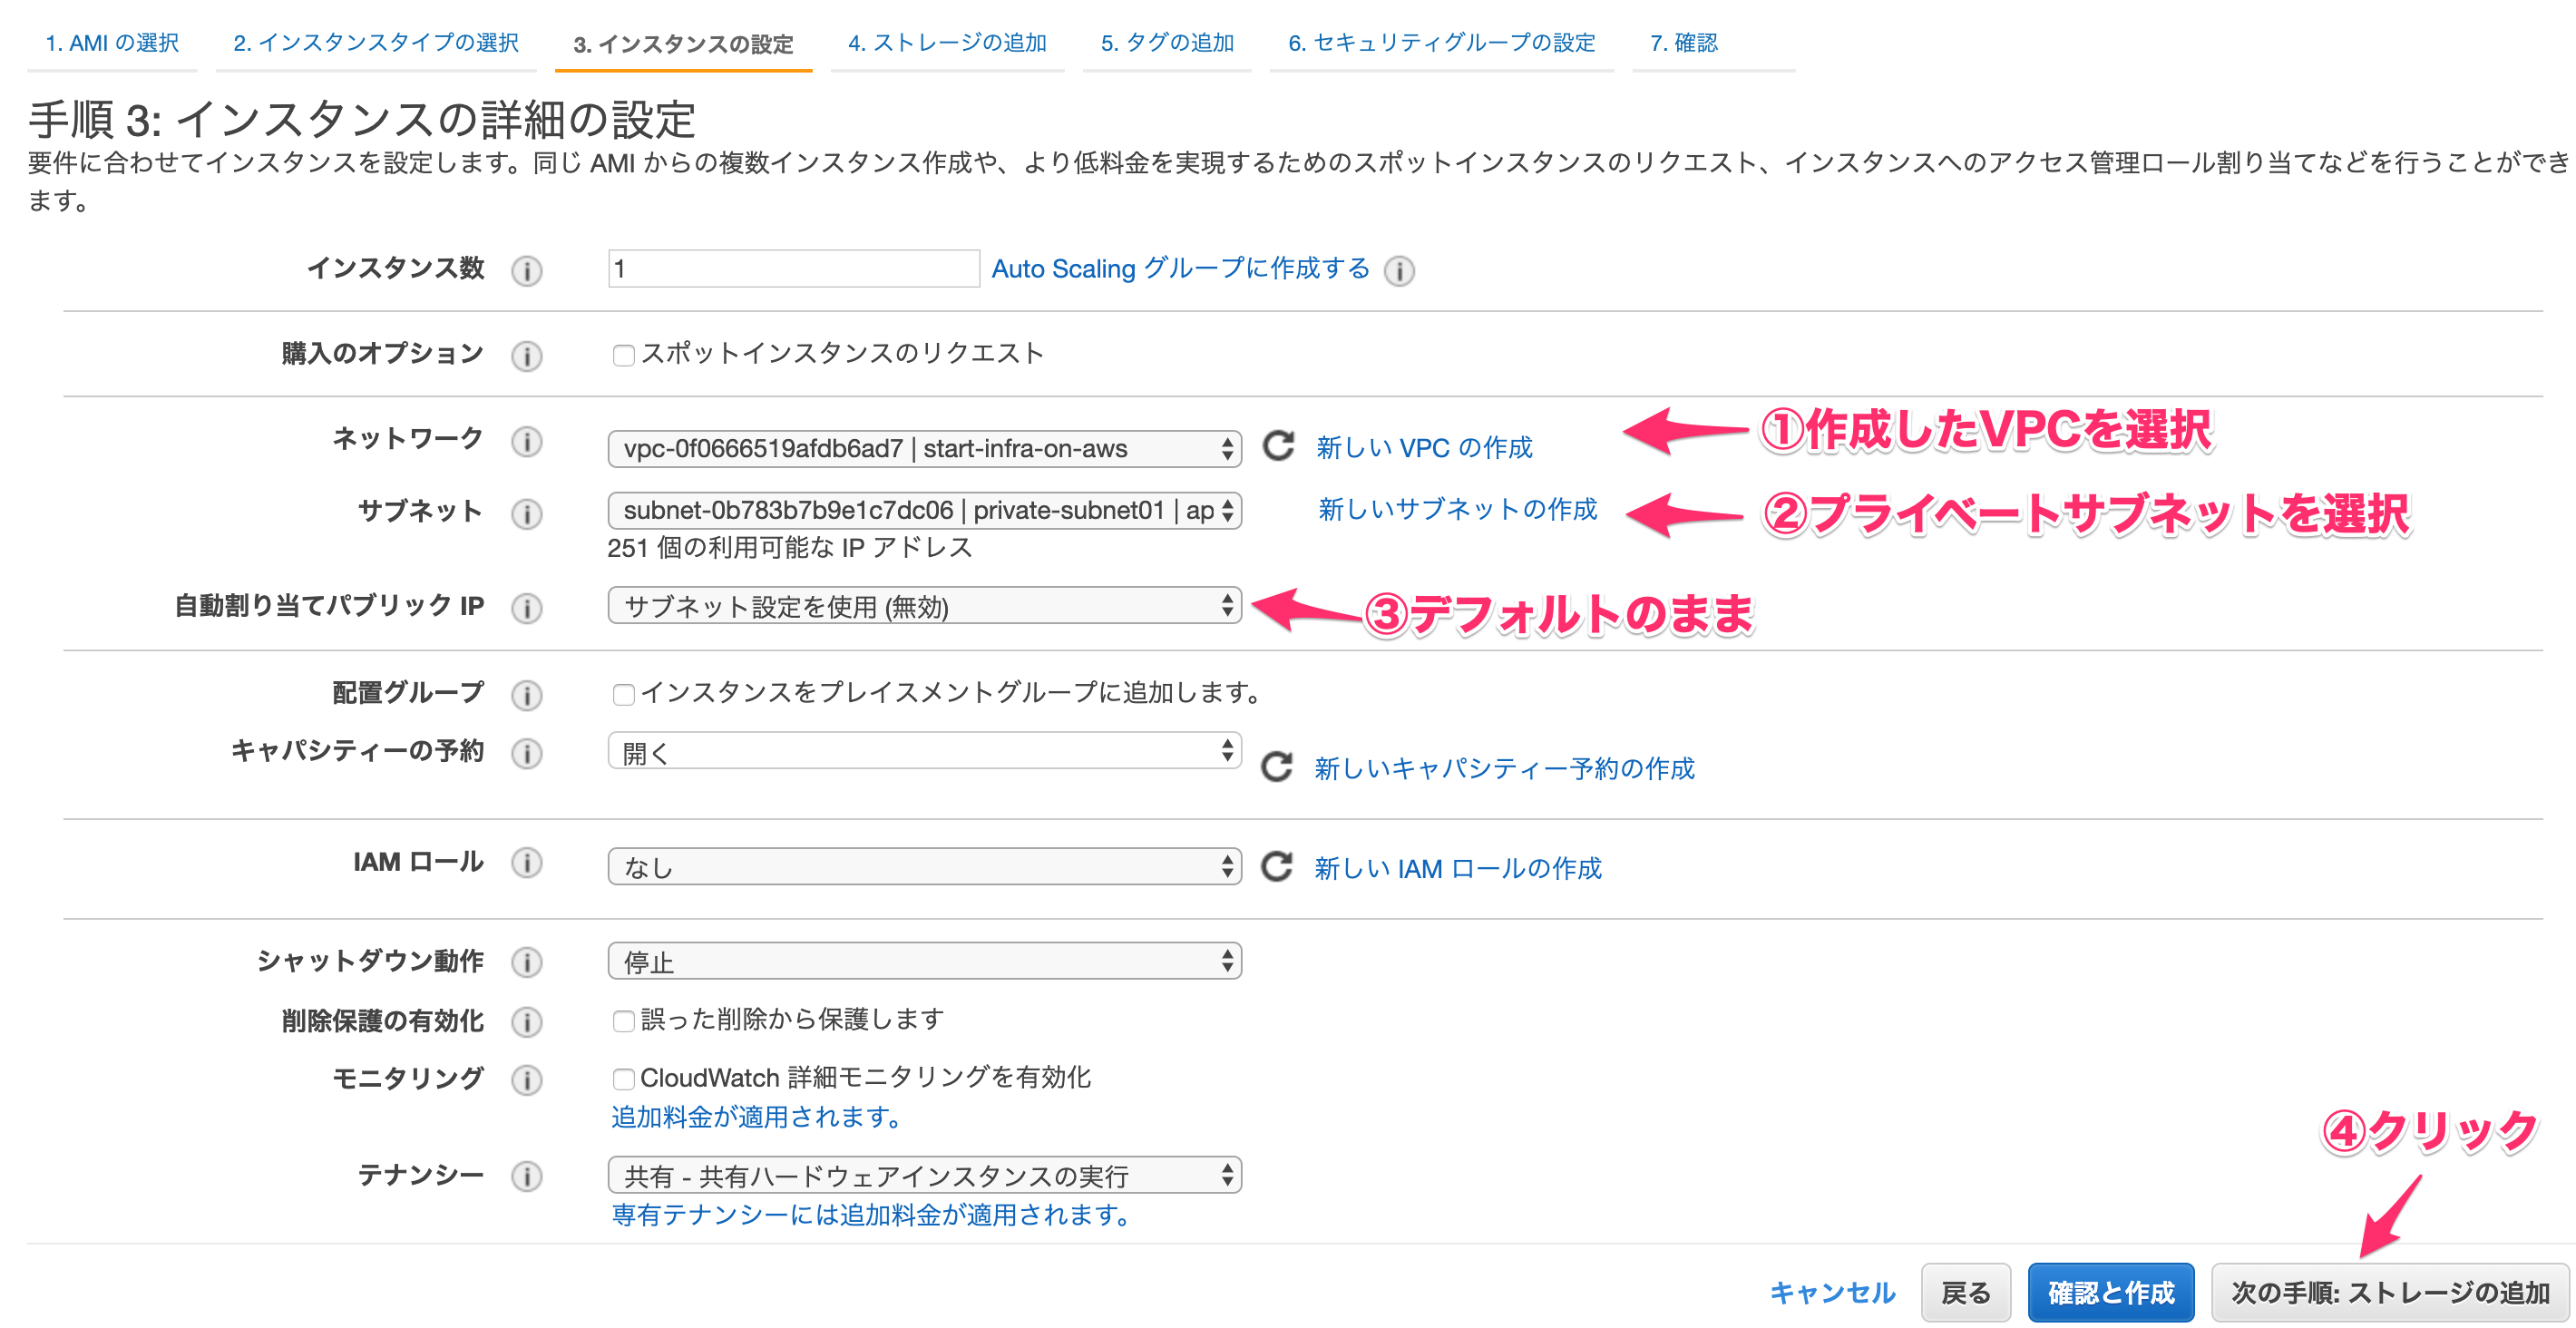 1. AMI の選択 2. インスタンスタイプの選択 3. インスタンスの設定 4. ストレージの追加 5. タグの追加 6. セキュリティグループの設定 7. 確認
手順 3: インスタンスの詳細の設定
要件に合わせてインスタンスを設定します。同じ AMI からの複数インスタンス作成や、より低料金を実現するためのスポットインスタンスのリクエスト、インスタンスへのアクセス管理ロール割り当てなどを行うことができ
ます。
インスタンス数 1 Auto Scaling グループに作成する
購入のオプション スポットインスタンスのリクエスト
ネットワーク vpc-0f0666519afdb6ad7 | start-infra-on-aws 新しい VPC の作成 ①作成したVPCを選択
サブネット subnet-0b783b7b9e1c7dc06 | private-subnet01 | ap 新しいサブネットの作成 ②プライベートサブネットを選択
251 個の利用可能な IP アドレス
自動割り当てパブリック IP サブネット設定を使用 (無効) ③デフォルトのまま
配置グループ インスタンスをプレイスメントグループに追加します。
キャパシティーの予約 開く 新しいキャパシティー予約の作成
IAM ロール なし 新しい IAM ロールの作成
シャットダウン動作 停止
削除保護の有効化 誤った削除から保護します
モニタリング CloudWatch 詳細モニタリングを有効化
追加料金が適用されます。
④クリック
テナンシー 共有 - 共有ハードウェアインスタンスの実行
専有テナンシーには追加料金が適用されます。
キャンセル 戻る 確認と作成 次の手順: ストレージの追加